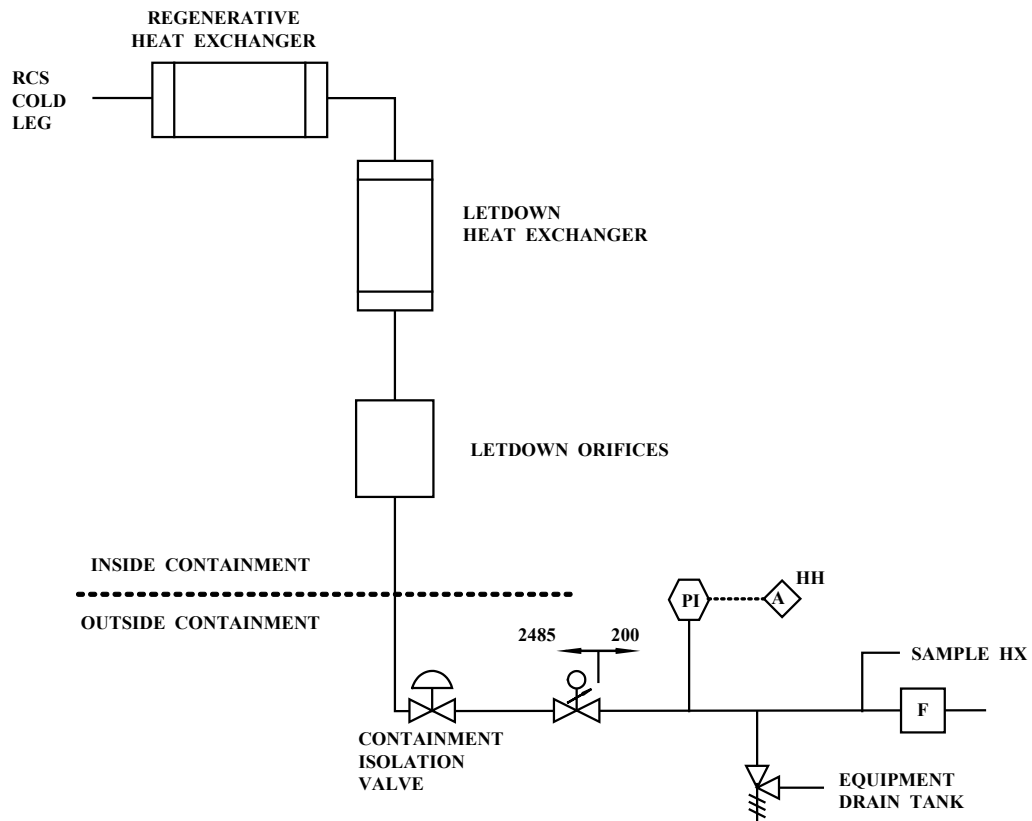 REGENERATIVE
HEAT EXCHANGER
RCS
COLD
LEG
LETDOWN
HEAT EXCHANGER
LETDOWN ORIFICES
INSIDE CONTAINMENT
OUTSIDE CONTAINMENT
HH
PI
A
2485
200
SAMPLE HX
F
CONTAINMENT
ISOLATION
VALVE
EQUIPMENT
DRAIN TANK